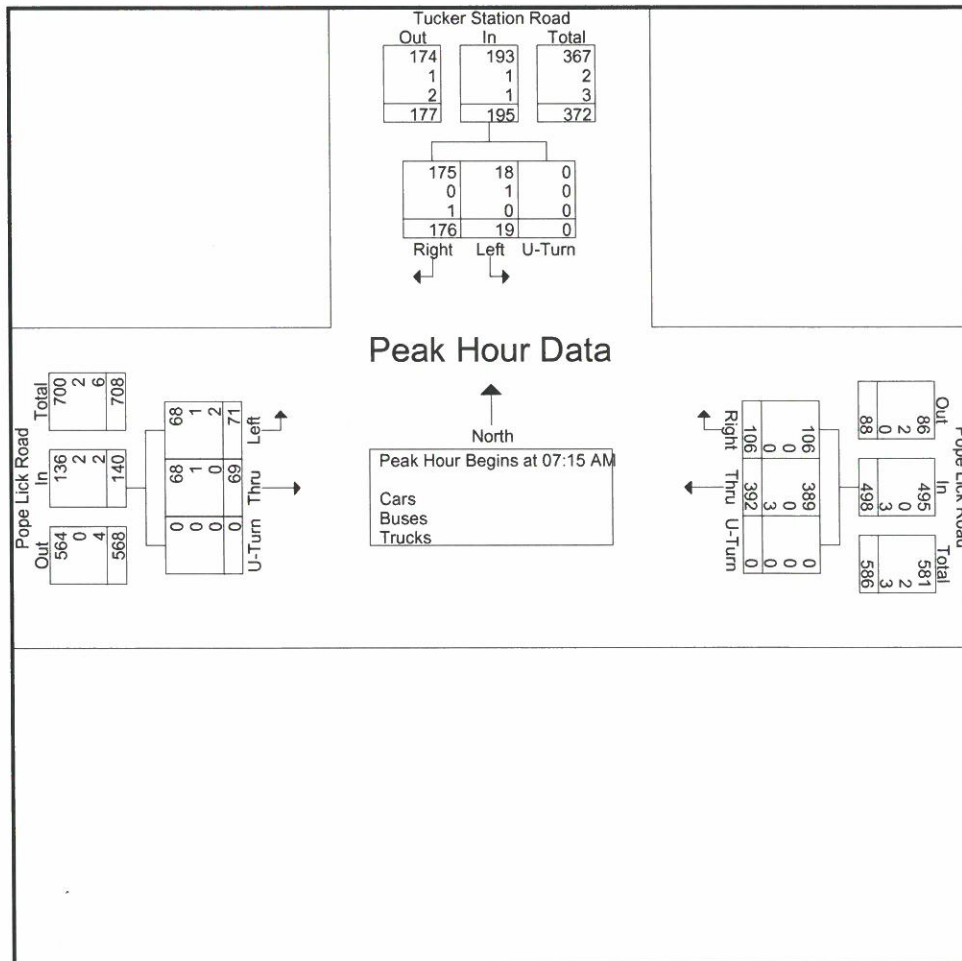 Tucker Station Road
Out In Total
174 193 367
1 1 2
2 1 3
177 195 372
175 18 0
0 1 0
1 0 0
176 19 0
Right Left U-Turn
Peak Hour Data
North
Peak Hour Begins at 07:15 AM
Cars
Buses
Trucks
Pope Lick Road
Out In Total
564 136 700
0 2 2
4 2 6
568 140 708
Left Thru U-Turn
68 68 0
1 1 0
2 0 0
71 69 0
Pope Lick Road
Out In Total
86 495 581
2 0 2
0 3 3
88 498 586
Right Thru U-Turn
106 389 0
0 0 0
0 3 0
106 392 0